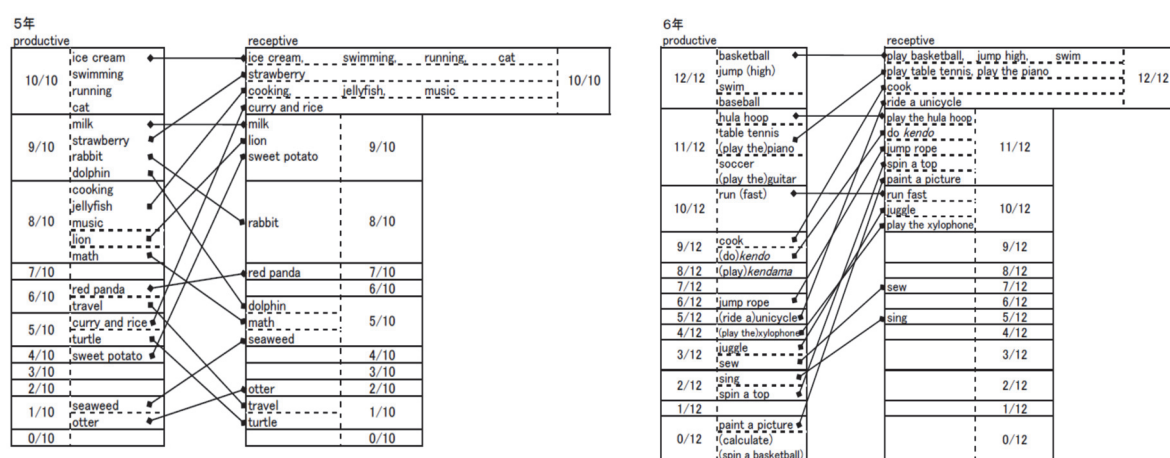 5年
productive
receptive
10/10
ice cream
swimming
running
cat
ice cream, swimming, running, cat
strawberry
cooking, jellyfish, music
curry and rice
10/10
9/10
milk
strawberry
rabbit
dolphin
milk
lion
sweet potato
9/10
8/10
cooking
jellyfish
music
lion
math
rabbit
8/10
7/10
red panda
7/10
6/10
red panda
travel
6/10
dolphin
math
seaweed
5/10
5/10
curry and rice
turtle
4/10
sweet potato
4/10
3/10
3/10
2/10
otter
2/10
1/10
seaweed
otter
travel
turtle
1/10
0/10
0/10
6年
productive
receptive
12/12
basketball
jump (high)
swim
baseball
play basketball, jump high, swim
play table tennis, play the piano
cook
ride a unicycle
12/12
11/12
hula hoop
table tennis
(play the)piano
soccer
(play the)guitar
play the hula hoop
do kendo
jump rope
spin a top
paint a picture
11/12
10/12
run (fast)
run fast
juggle
play the xylophone
10/12
9/12
cook
(do)kendo
9/12
8/12
(play)kendama
8/12
7/12
sew
7/12
6/12
jump rope
6/12
5/12
(ride a)unicycle
sing
5/12
4/12
(play the)xylophone
4/12
3/12
juggle
sew
3/12
2/12
sing
spin a top
2/12
1/12
1/12
0/12
paint a picture
(calculate)
(spin a basketball)
0/12